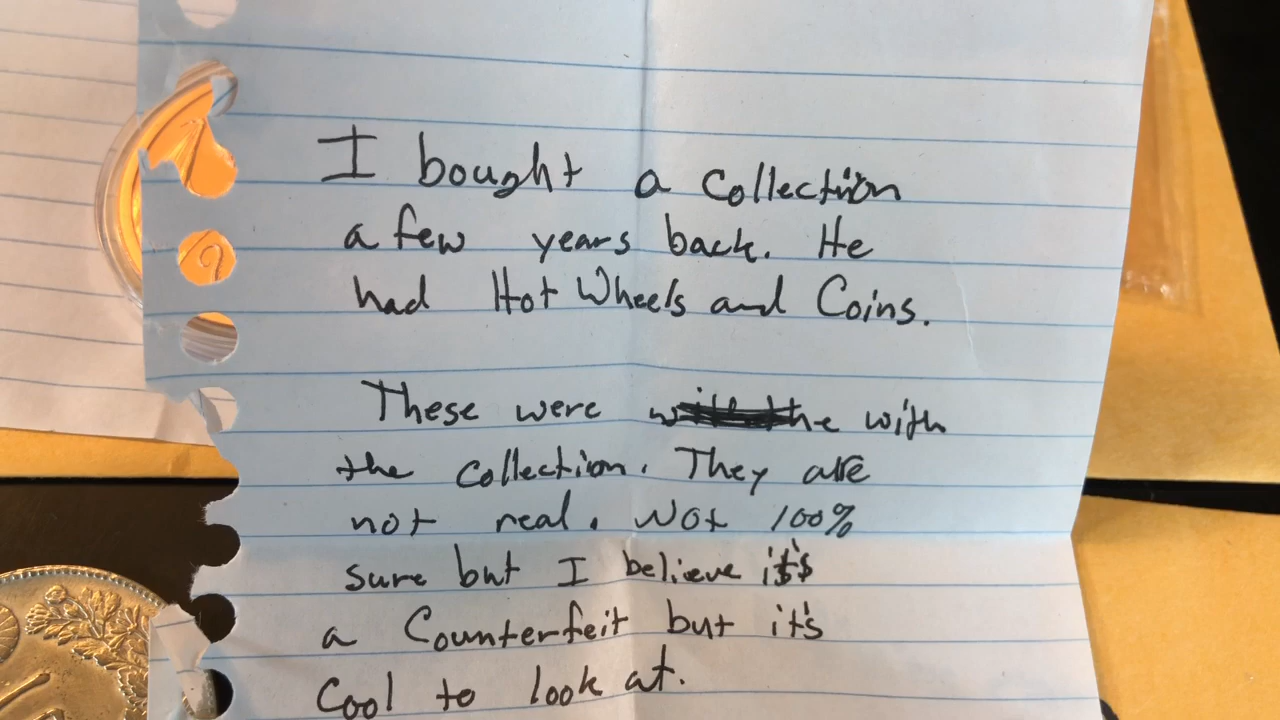 I bought a collection
a few years back. He
had Hot Wheels and Coins.
These were with
the collection. They are
not real. Not 100%
sure but I believe it's
a Counterfeit but it's
Cool to look at.